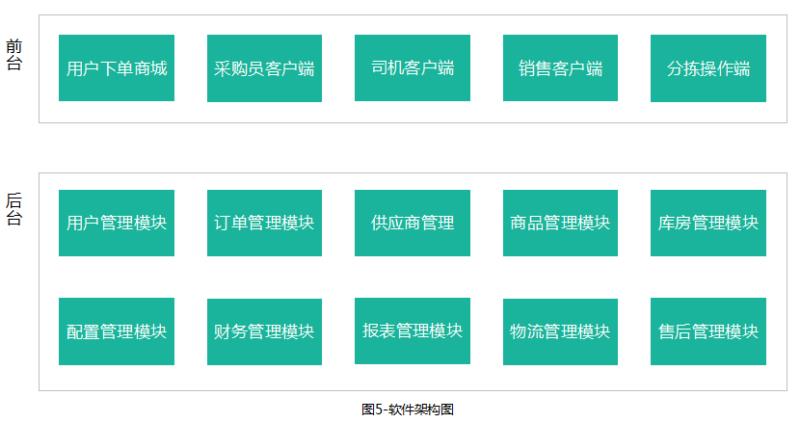 前台
用户下单商城
采购员客户端
司机客户端
销售客户端
分拣操作端
后台
用户管理模块
订单管理模块
供应商管理
商品管理模块
库房管理模块
配置管理模块
财务管理模块
报表管理模块
物流管理模块
售后管理模块
图5-软件架构图